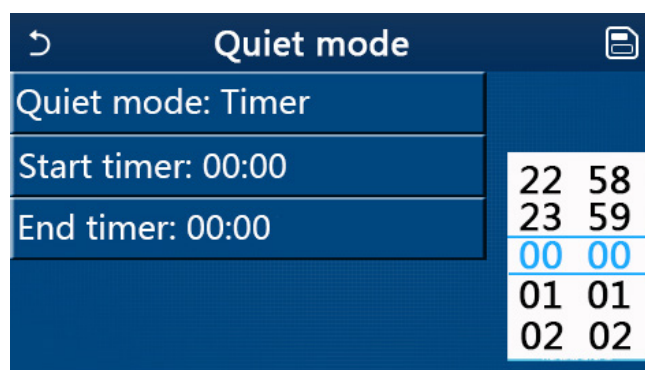 Quiet mode
Quiet mode: Timer
Start timer: 00:00
End timer: 00:00
22 58
23 59
00 00
01 01
02 02